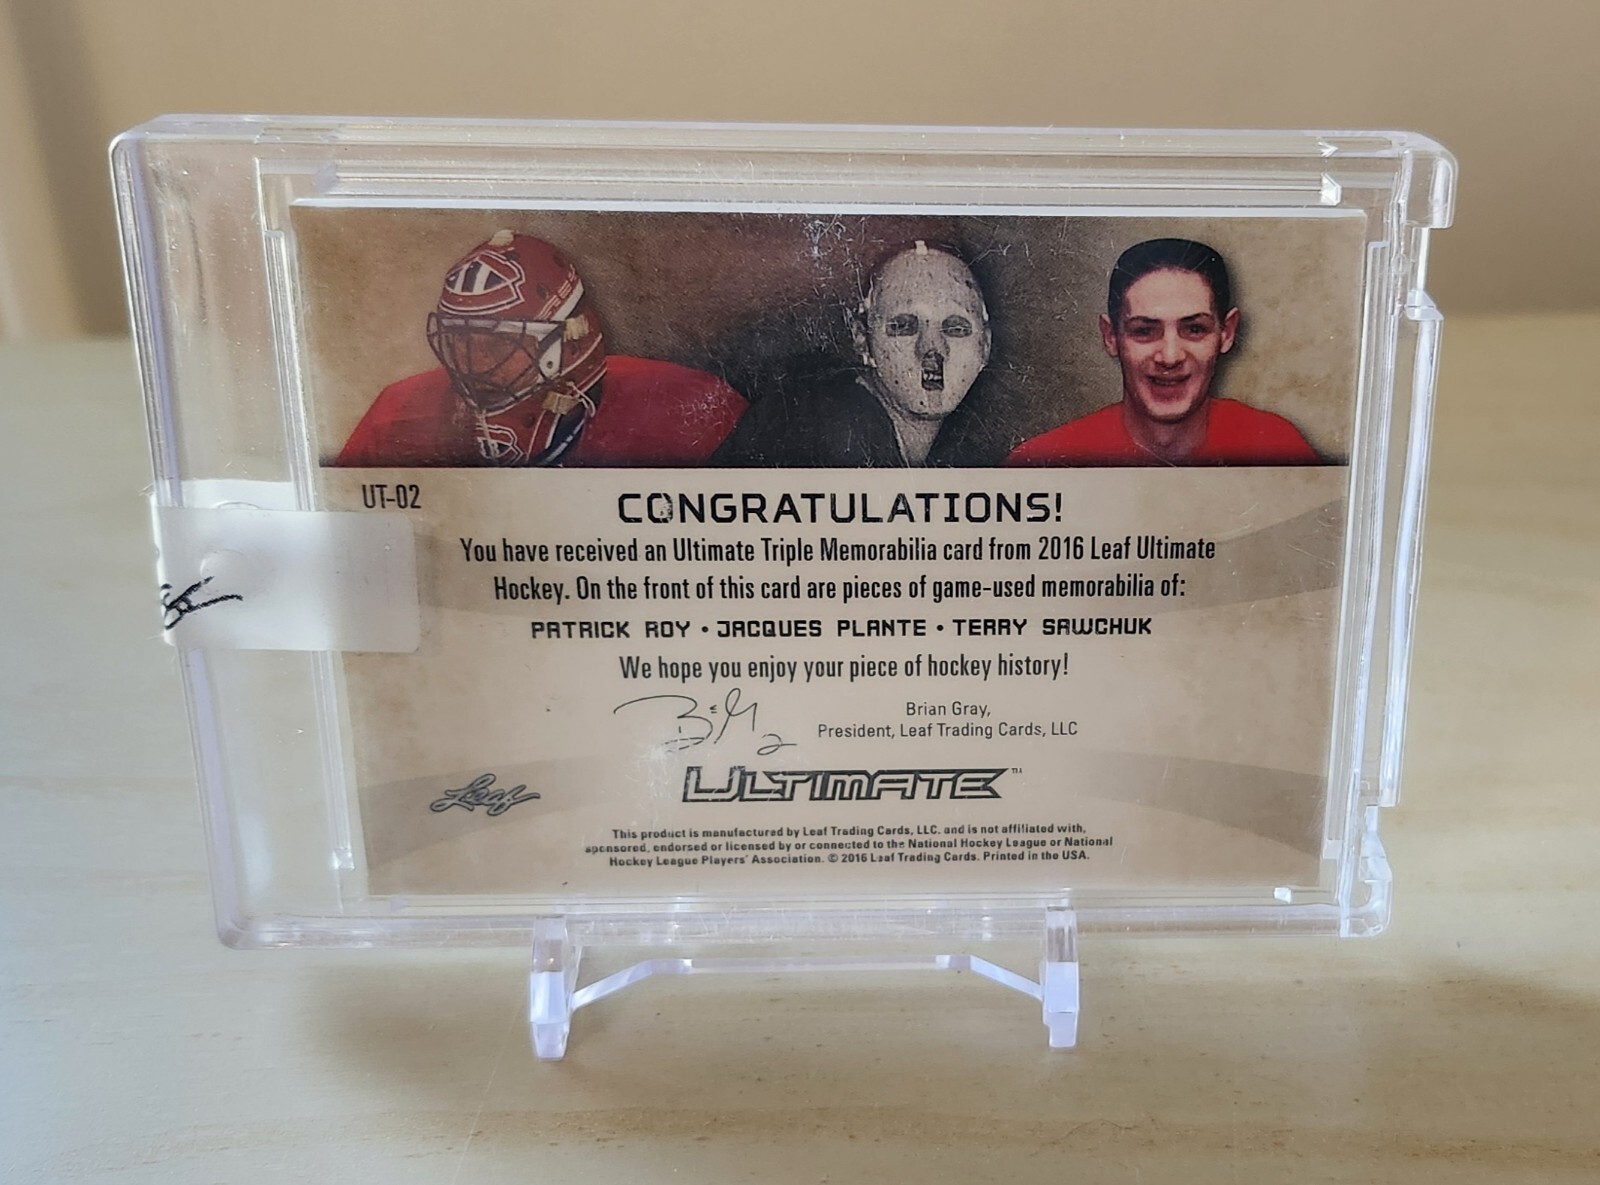 UT-02
CONGRATULATIONS!
You have received an Ultimate Triple Memorabilia card from 2016 Leaf Ultimate
Hockey. On the front of this card are pieces of game-used memorabilia of:
PATRICK ROY • JACQUES PLANTE • TERRY SAWCHUK
We hope you enjoy your piece of hockey history!
Brian Gray,
President, Leaf Trading Cards, LLC
Leaf
ULTIMATE™
This product is manufactured by Leaf Trading Cards, LLC. and is not affiliated with,
sponsored, endorsed or licensed by or connected to the National Hockey League or National
Hockey League Players' Association. © 2016 Leaf Trading Cards. Printed in the USA.